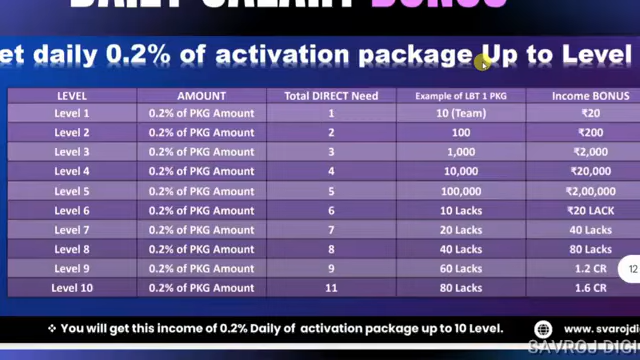 DAILY SALARY BONUS
et daily 0.2% of activation package Up to Level
LEVEL AMOUNT Total DIRECT Need Example of LBT 1 PKG Income BONUS
Level 1 0.2% of PKG Amount 1 10 (Team) ₹20
Level 2 0.2% of PKG Amount 2 100 ₹200
Level 3 0.2% of PKG Amount 3 1,000 ₹2,000
Level 4 0.2% of PKG Amount 4 10,000 ₹20,000
Level 5 0.2% of PKG Amount 5 100,000 ₹2,00,000
Level 6 0.2% of PKG Amount 6 10 Lacks ₹20 LACK
Level 7 0.2% of PKG Amount 7 20 Lacks 40 Lacks
Level 8 0.2% of PKG Amount 8 40 Lacks 80 Lacks
Level 9 0.2% of PKG Amount 9 60 Lacks 1.2 CR
12
Level 10 0.2% of PKG Amount 11 80 Lacks 1.6 CR
❖ You will get this income of 0.2% Daily of activation package up to 10 Level.
www. svarojdi
SAVROJ DIGI